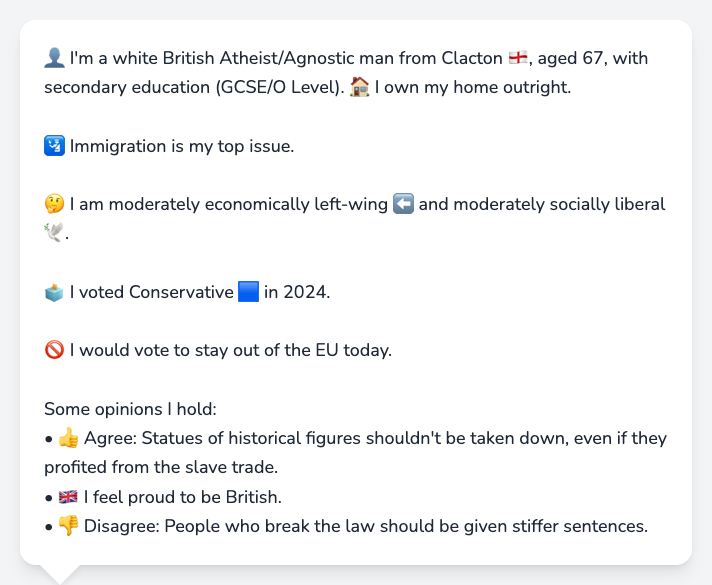 👤 I'm a white British Atheist/Agnostic man from Clacton 🏴󠁧󠁢󠁥󠁮󠁧󠁿, aged 67, with
secondary education (GCSE/O Level). 🏠 I own my home outright.
🛂 Immigration is my top issue.
🤔 I am moderately economically left-wing ⬅️ and moderately socially liberal
🕊️.
🗳️ I voted Conservative 🟦 in 2024.
🚫 I would vote to stay out of the EU today.
Some opinions I hold:
• 👍 Agree: Statues of historical figures shouldn't be taken down, even if they
profited from the slave trade.
• 🇬🇧 I feel proud to be British.
• 👎 Disagree: People who break the law should be given stiffer sentences.